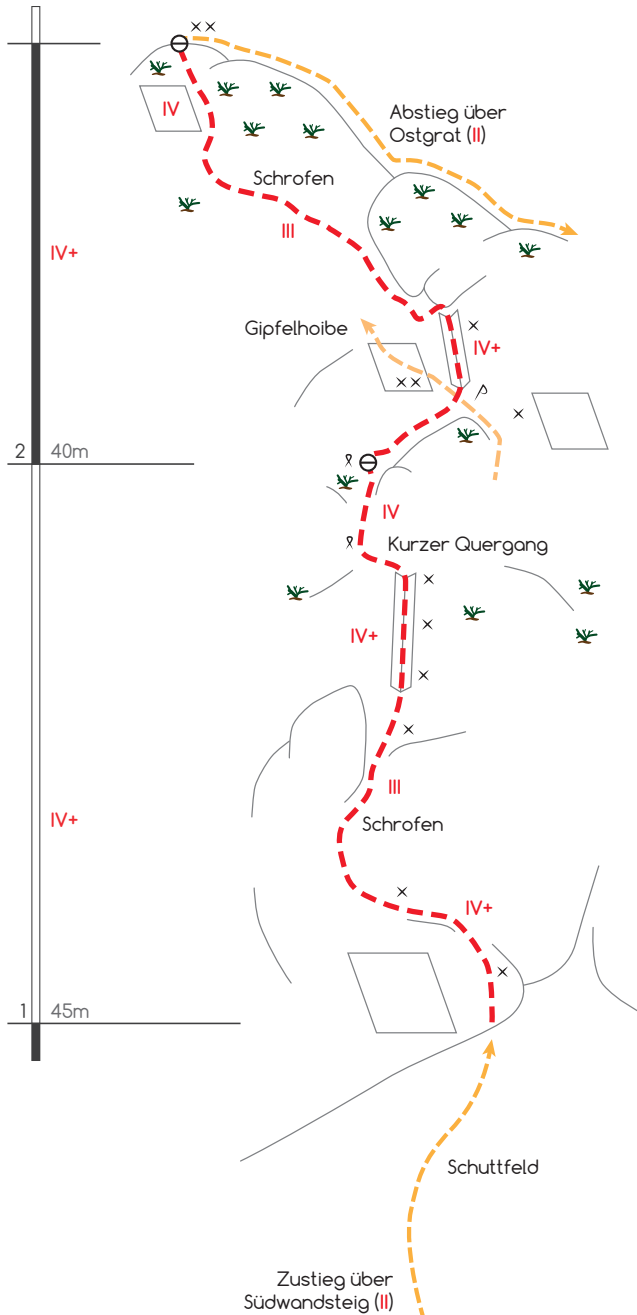 IV
Abstieg über
Ostgrat (II)
Schrofen
III
IV+
Gipfelhoibe
IV+
2 40m
IV
Kurzer Quergang
IV+
III
IV+
Schrofen
IV+
1 45m
Schuttfeld
Zustieg über
Südwandsteig (II)